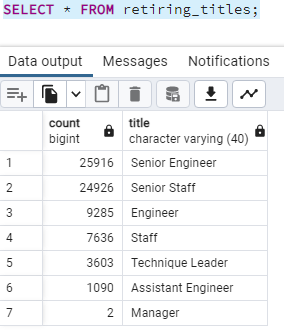 SELECT * FROM retiring_titles;
Data output Messages Notifications
count title
bigint character varying (40)
1 25916 Senior Engineer
2 24926 Senior Staff
3 9285 Engineer
4 7636 Staff
5 3603 Technique Leader
6 1090 Assistant Engineer
7 2 Manager